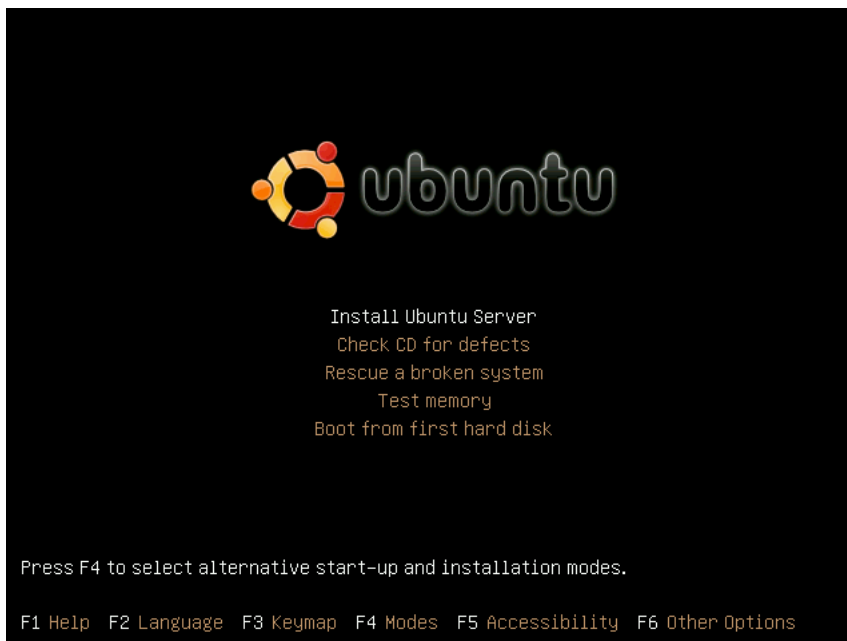 ubuntu
Install Ubuntu Server
Check CD for defects
Rescue a broken system
Test memory
Boot from first hard disk
Press F4 to select alternative start-up and installation modes.
F1 Help F2 Language F3 Keymap F4 Modes F5 Accessibility F6 Other Options